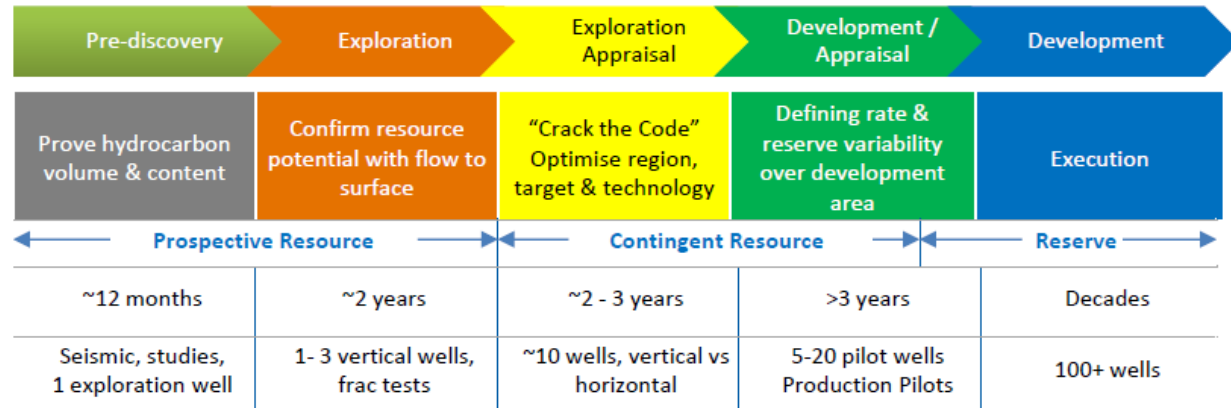 Pre-discovery
Exploration
Exploration
Appraisal
Development /
Appraisal
Development
Prove hydrocarbon
volume & content
Confirm resource
potential with flow to
surface
“Crack the Code”
Optimise region,
target & technology
Defining rate &
reserve variability
over development
area
Execution
Prospective Resource
Contingent Resource
Reserve
~12 months
~2 years
~2 - 3 years
>3 years
Decades
Seismic, studies,
1 exploration well
1- 3 vertical wells,
frac tests
~10 wells, vertical vs
horizontal
5-20 pilot wells
Production Pilots
100+ wells